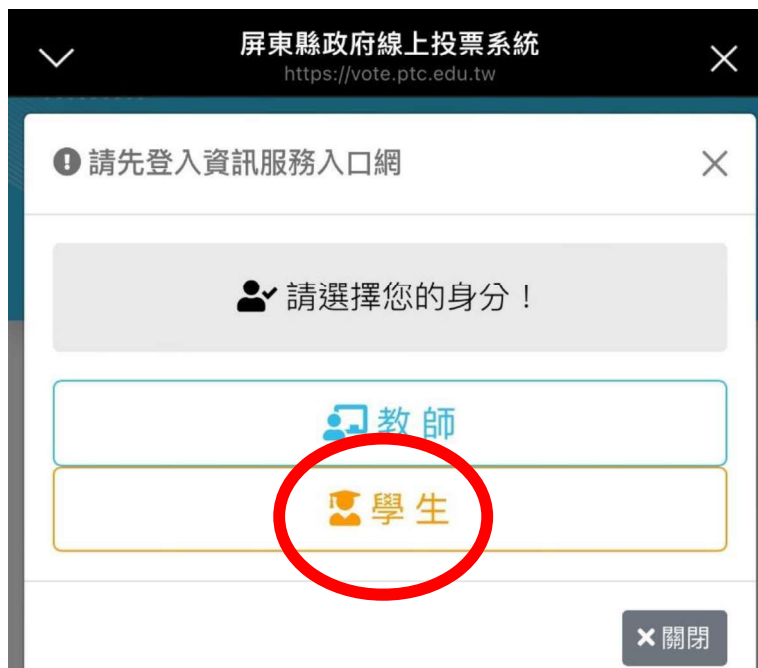 屏東縣政府線上投票系統
https://vote.ptc.edu.tw
請先登入資訊服務入口網
請選擇您的身分！
教師
學生
關閉